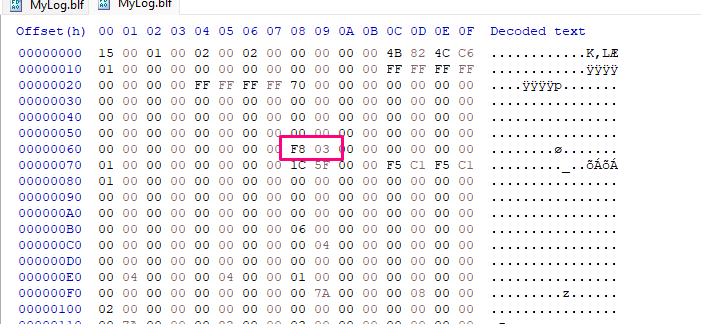 MyLog.blf MyLog.blf
Offset(h) 00 01 02 03 04 05 06 07 08 09 0A 0B 0C 0D 0E 0F Decoded text
00000000 15 00 01 00 02 00 02 00 00 00 00 00 4B 82 4C C6 ............K‚LÆ
00000010 01 00 00 00 00 00 00 00 00 00 00 00 FF FF FF FF ............ÿÿÿÿ
00000020 00 00 00 00 FF FF FF FF 70 00 00 00 00 00 00 00 ....ÿÿÿÿp.......
00000030 00 00 00 00 00 00 00 00 00 00 00 00 00 00 00 00 ................
00000040 00 00 00 00 00 00 00 00 00 00 00 00 00 00 00 00 ................
00000050 00 00 00 00 00 00 00 00 00 00 00 00 00 00 00 00 ................
00000060 00 00 00 00 00 00 00 00 F8 03 00 00 00 00 00 00 ........ø.......
00000070 00 00 00 00 00 00 00 00 1C 5F 00 00 F5 C1 F5 C1 ........._..õÁõÁ
00000080 01 00 00 00 00 00 00 00 00 00 00 00 00 00 00 00 ................
00000090 00 00 00 00 00 00 00 00 00 00 00 00 00 00 00 00 ................
000000A0 00 00 00 00 00 00 00 00 00 00 00 00 00 00 00 00 ................
000000B0 00 00 00 00 00 00 00 00 06 00 00 00 00 00 00 00 ................
000000C0 00 00 00 00 00 00 00 00 00 04 00 00 00 00 00 00 ................
000000D0 00 00 00 00 00 00 00 00 00 00 00 00 00 00 00 00 ................
000000E0 00 04 00 00 00 04 00 00 01 00 00 00 00 00 00 00 ................
000000F0 00 00 00 00 00 00 00 00 00 7A 00 00 00 08 00 00 .........z......
00000100 02 00 00 00 00 00 00 00 00 00 00 00 00 00 00 00 ................